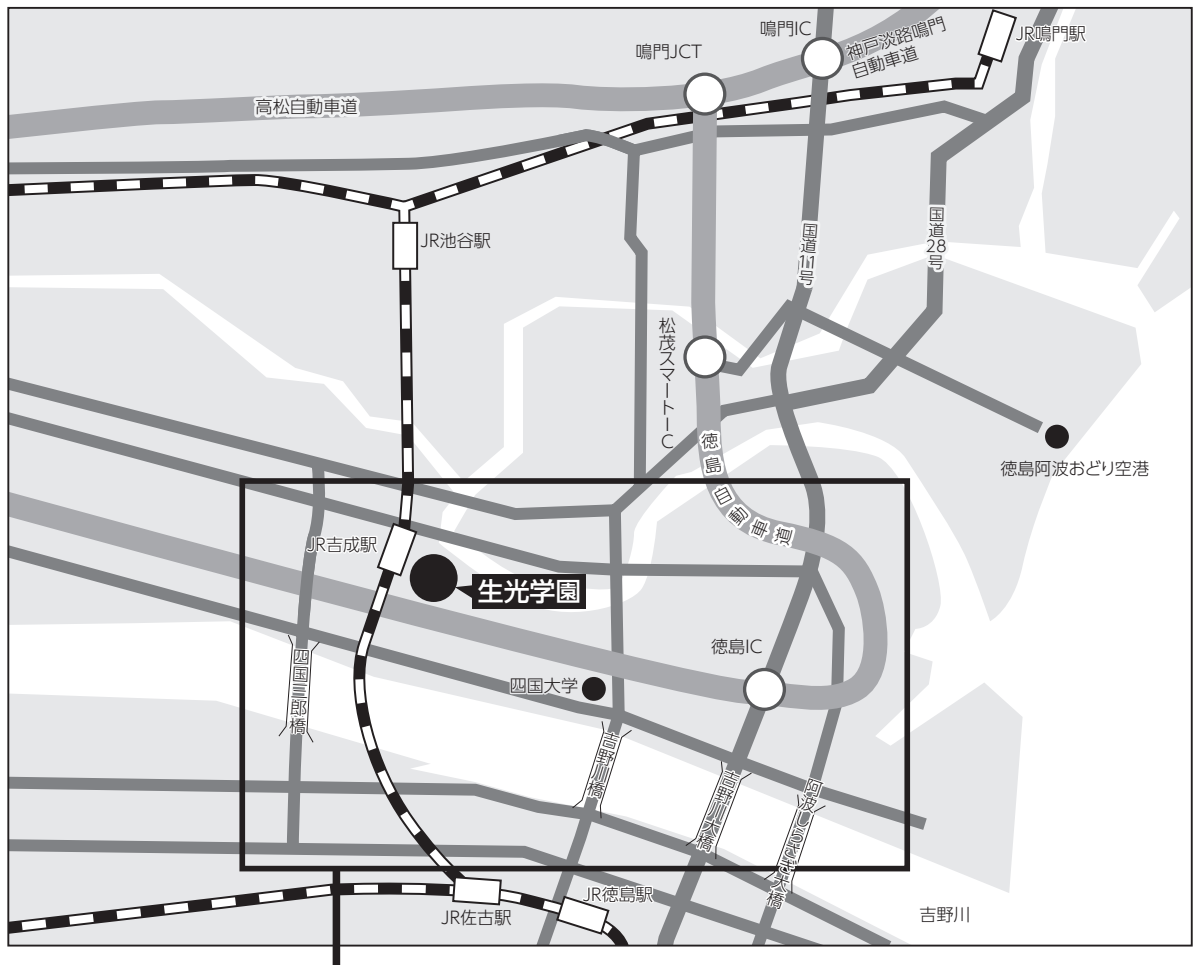 鳴門IC
神戸淡路鳴門
自動車道
JR鳴門駅
鳴門JCT
高松自動車道
JR池谷駅
国道11号
国道28号
松茂スマートIC
徳島自動車道
徳島阿波おどり空港
JR吉成駅
生光学園
徳島IC
四国大学
四国三郎橋
吉野川橋
吉野川大橋
阿波しらさぎ大橋
JR佐古駅
JR徳島駅
吉野川